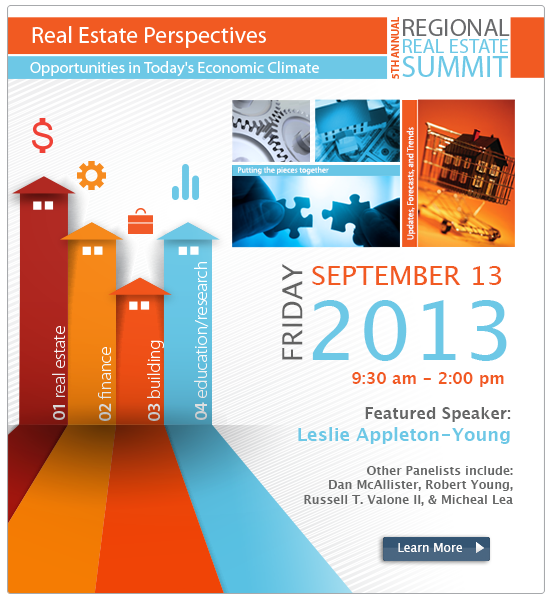 Real Estate Perspectives
Opportunities in Today's Economic Climate
5TH ANNUAL
REGIONAL
REAL ESTATE
SUMMIT
$
Putting the pieces together
Updates, Forecasts, and Trends
01 real estate
02 finance
03 building
04 education/research
FRIDAY
SEPTEMBER 13
2013
9:30 am - 2:00 pm
Featured Speaker:
Leslie Appleton-Young
Other Panelists include:
Dan McAllister, Robert Young,
Russell T. Valone II, & Micheal Lea
Learn More